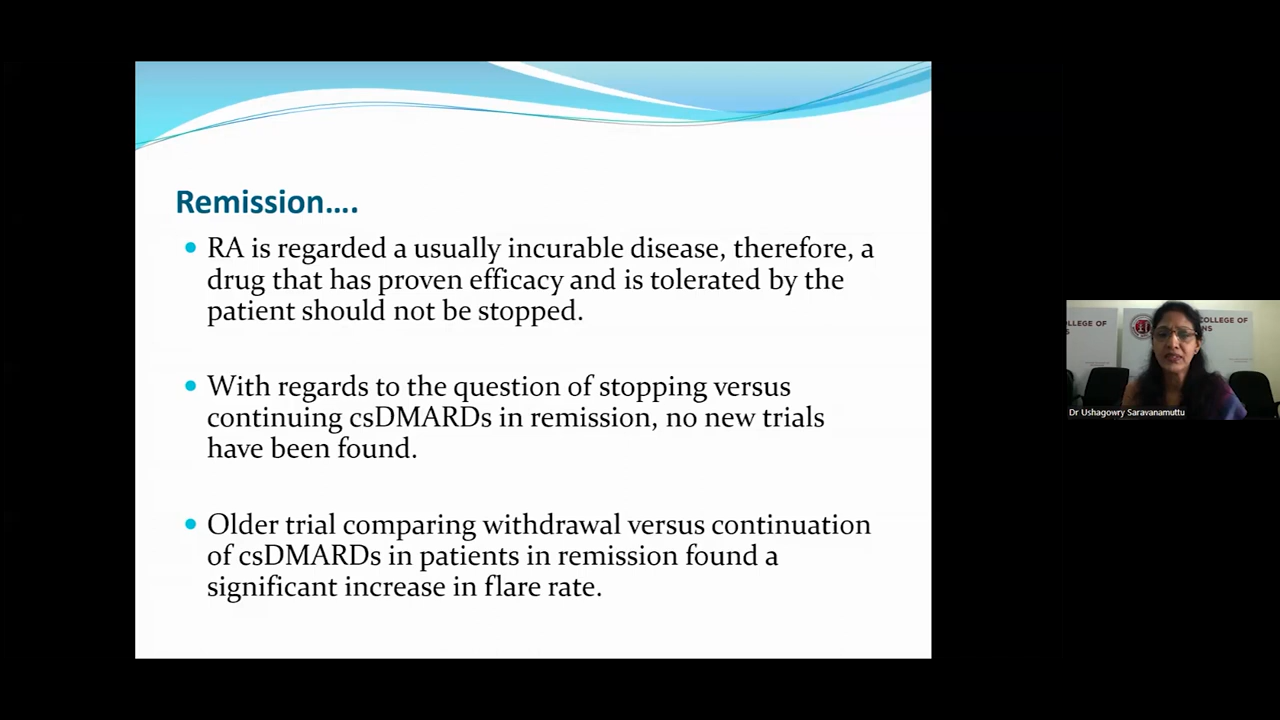 Remission....
RA is regarded a usually incurable disease, therefore, a
drug that has proven efficacy and is tolerated by the
patient should not be stopped.
With regards to the question of stopping versus
continuing csDMARDs in remission, no new trials
have been found.
Older trial comparing withdrawal versus continuation
of csDMARDs in patients in remission found a
significant increase in flare rate.
COLLEGE OF
Dr Ushagowry Saravanamuttu